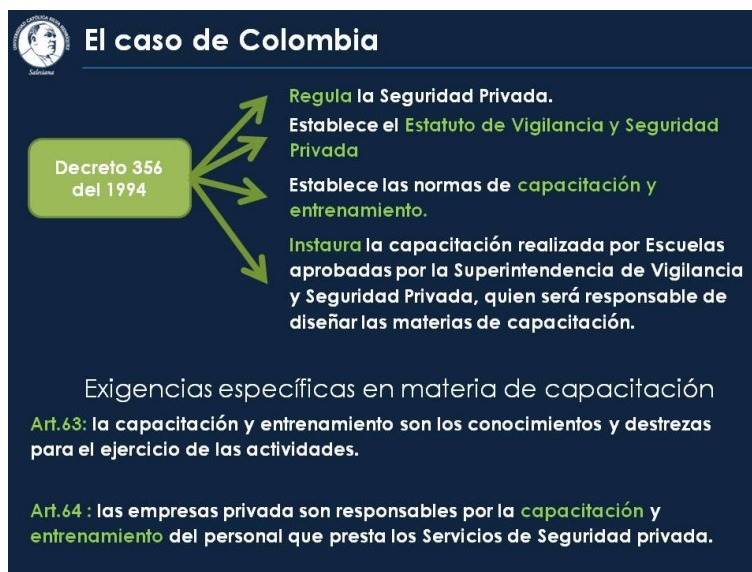 UNIVERSIDAD CATÓLICA SILVA HENRÍQUEZ
Salesiana
El caso de Colombia
Decreto 356
del 1994
Regula la Seguridad Privada.
Establece el Estatuto de Vigilancia y Seguridad
Privada
Establece las normas de capacitación y
entrenamiento.
Instaura la capacitación realizada por Escuelas
aprobadas por la Superintendencia de Vigilancia
y Seguridad Privada, quien será responsable de
diseñar las materias de capacitación.
Exigencias específicas en materia de capacitación
Art.63: la capacitación y entrenamiento son los conocimientos y destrezas
para el ejercicio de las actividades.
Art.64 : las empresas privada son responsables por la capacitación y
entrenamiento del personal que presta los Servicios de Seguridad privada.